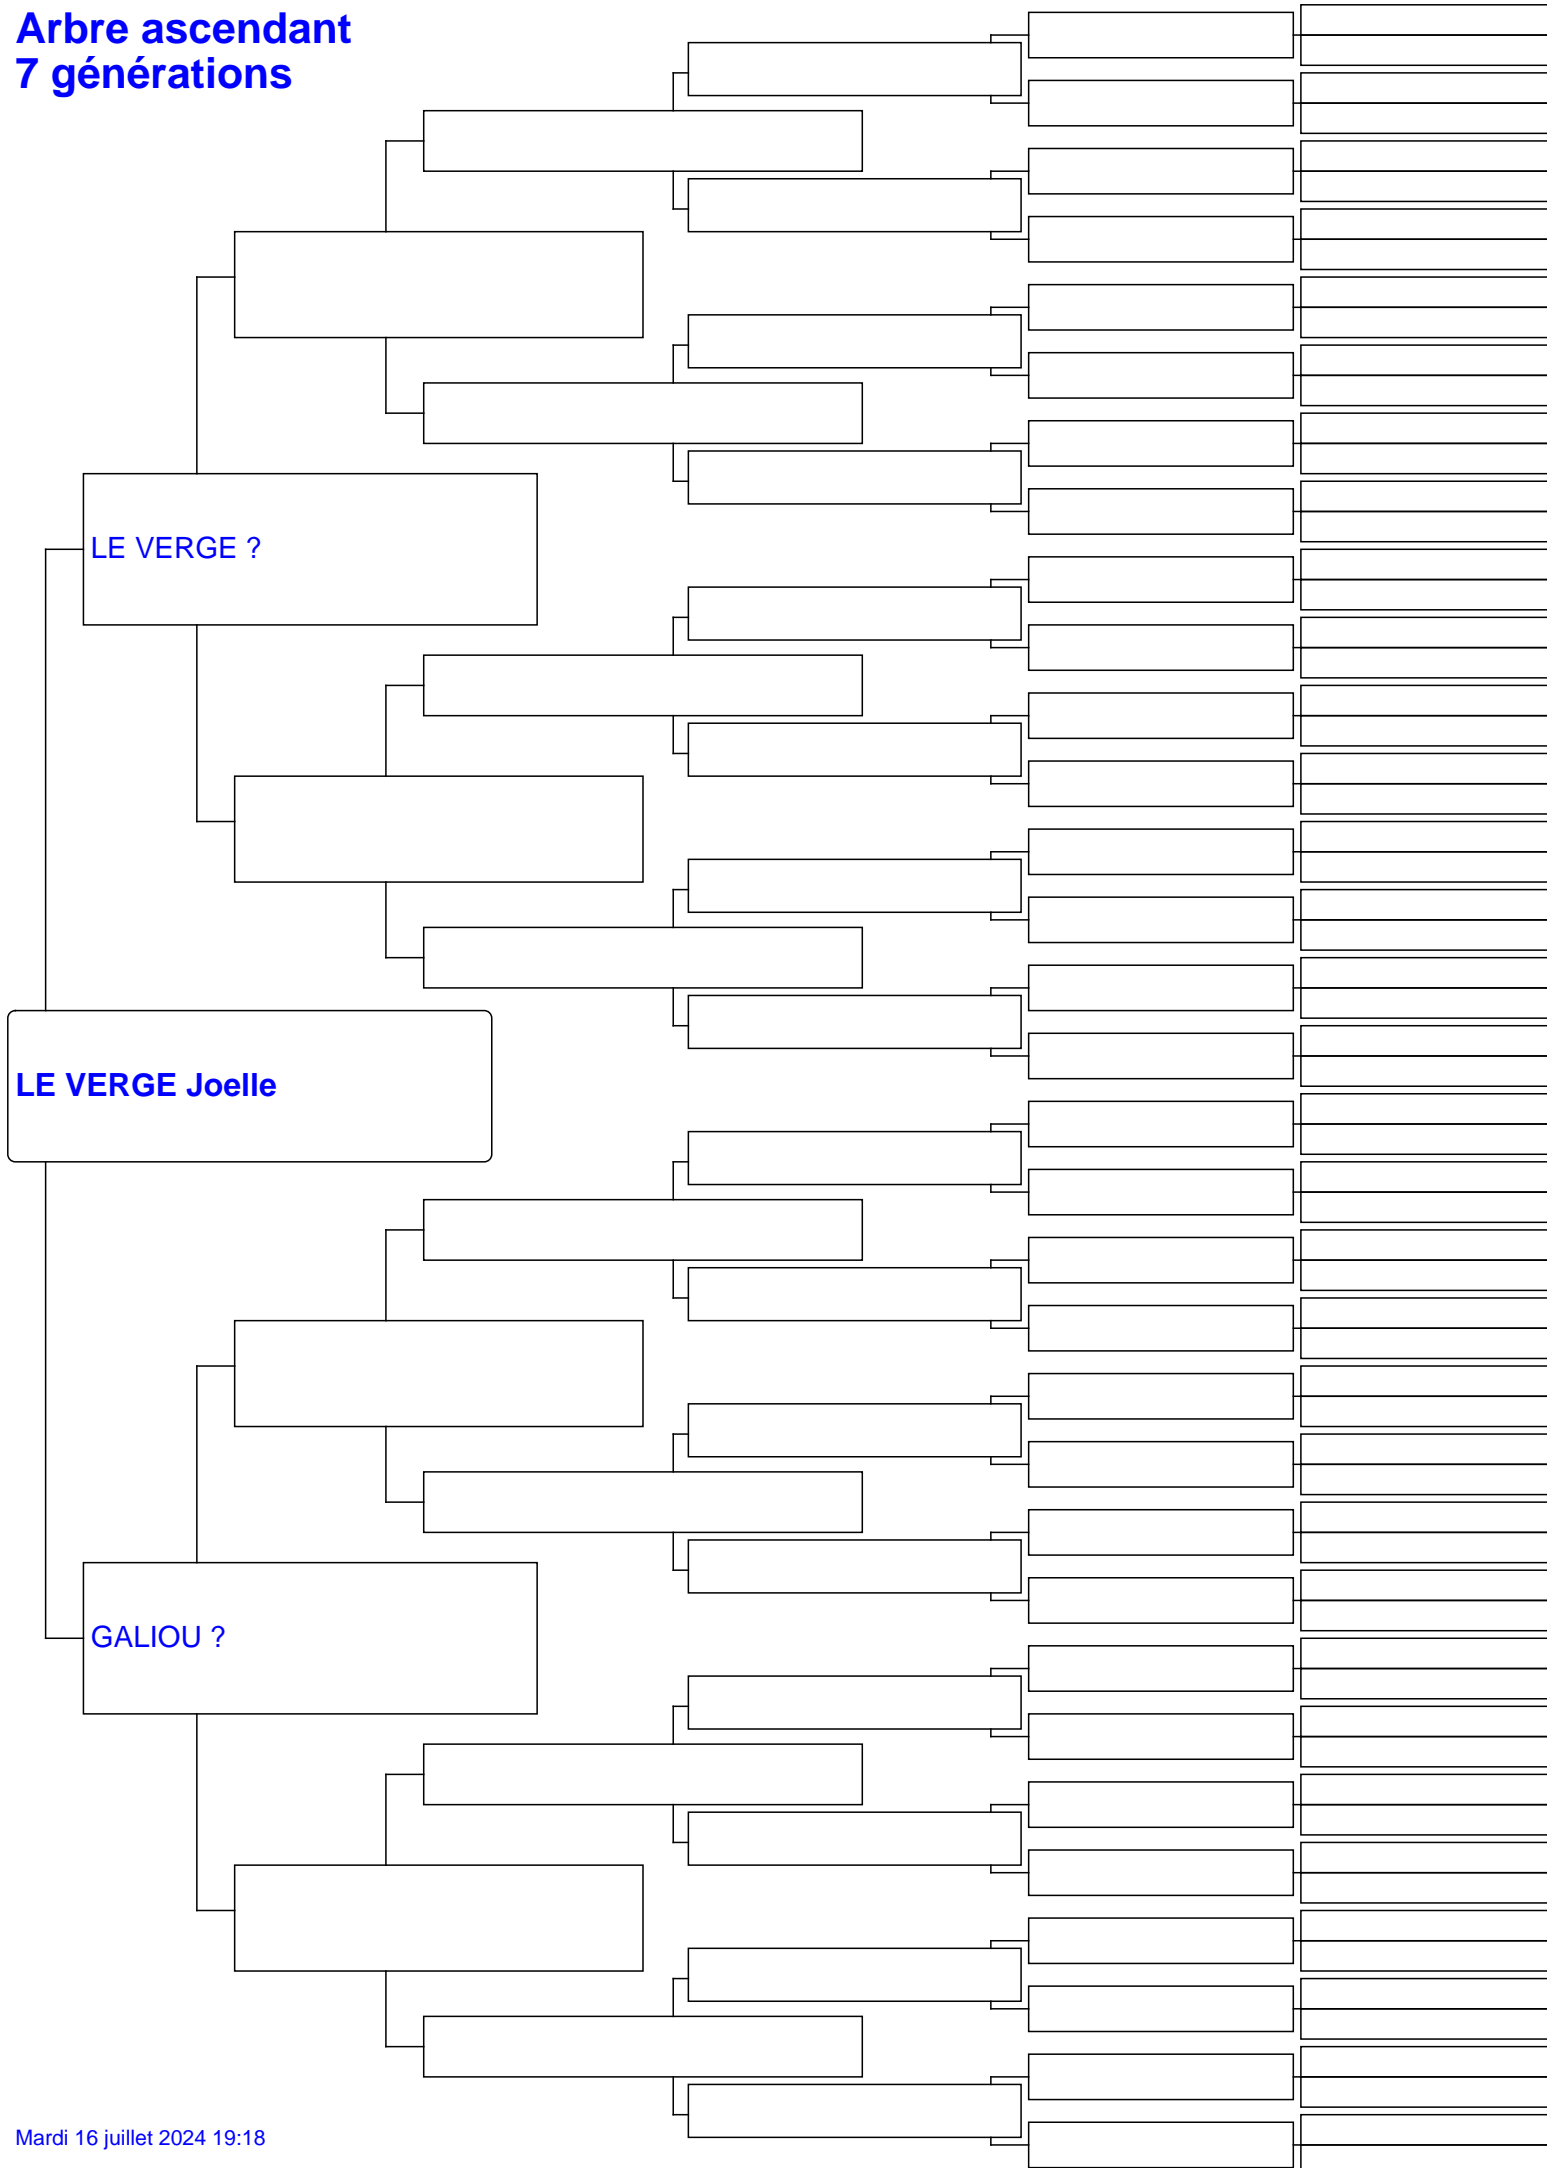 Arbre ascendant
7 générations
LE VERGE ?
LE VERGE Joelle
GALIOU ?
Mardi 16 juillet 2024 19:18